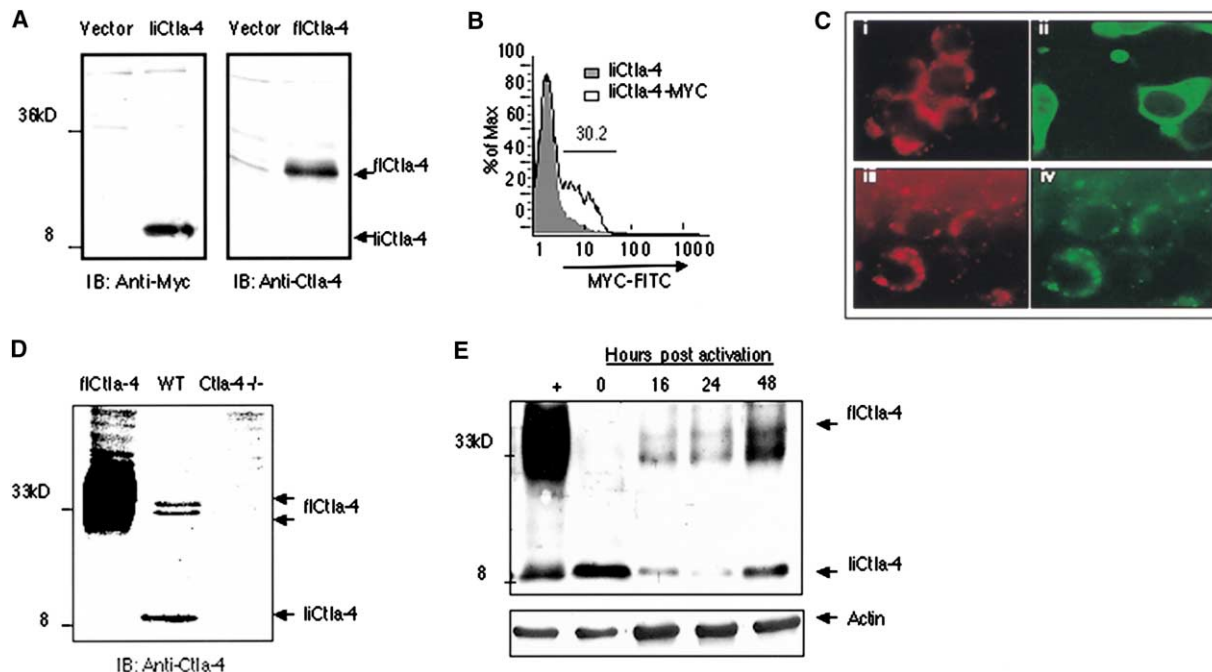 A
Vector liCtla-4
Vector flCtla-4
36kD
8
flCtla-4
liCtla-4
IB: Anti-Myc
IB: Anti-Ctla-4
B
100
80
60
40
20
0
% of Max
liCtla-4
liCtla-4-MYC
30.2
1 10 100 1000
MYC-FITC
C
i
ii
iii
iv
D
flCtla-4 WT Ctla-4 -/-
33kD
8
flCtla-4
liCtla-4
IB: Anti-Ctla-4
E
Hours post activation
+ 0 16 24 48
33kD
8
flCtla-4
liCtla-4
Actin